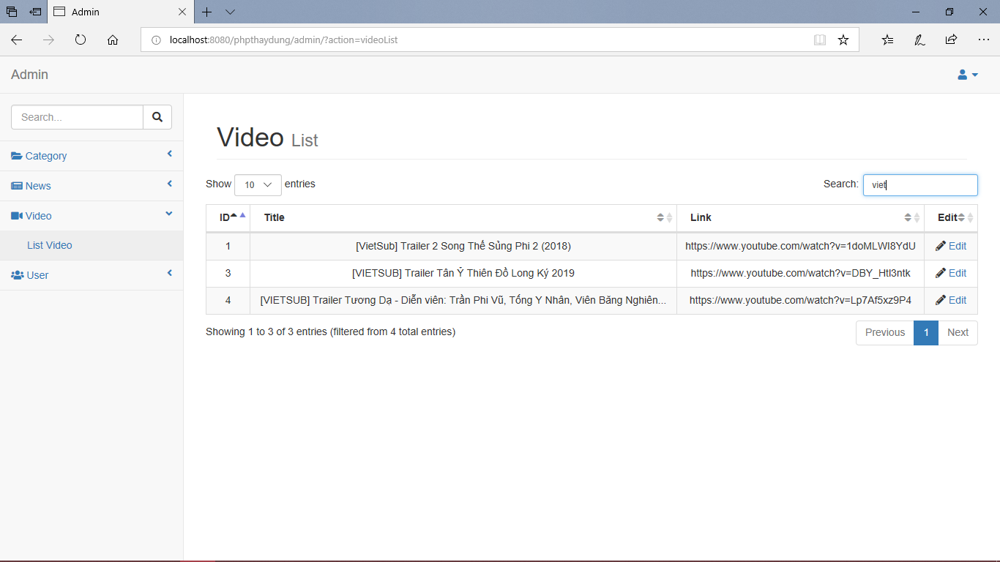 Admin
localhost:8080/phpthaydung/admin/?action=videoList
Admin
Search...
Category
News
Video
List Video
User
Video List
Show 10 entries
Search: viet
ID Title Link Edit
1 [VietSub] Trailer 2 Song Thế Sủng Phi 2 (2018) https://www.youtube.com/watch?v=1doMLWI8YdU Edit
3 [VIETSUB] Trailer Tân Ỷ Thiên Đồ Long Ký 2019 https://www.youtube.com/watch?v=DBY_HtI3ntk Edit
4 [VIETSUB] Trailer Tương Dạ - Diễn viên: Trần Phi Vũ, Tống Y Nhân, Viên Băng Nghiên... https://www.youtube.com/watch?v=Lp7Af5xz9P4 Edit
Showing 1 to 3 of 3 entries (filtered from 4 total entries)
Previous 1 Next